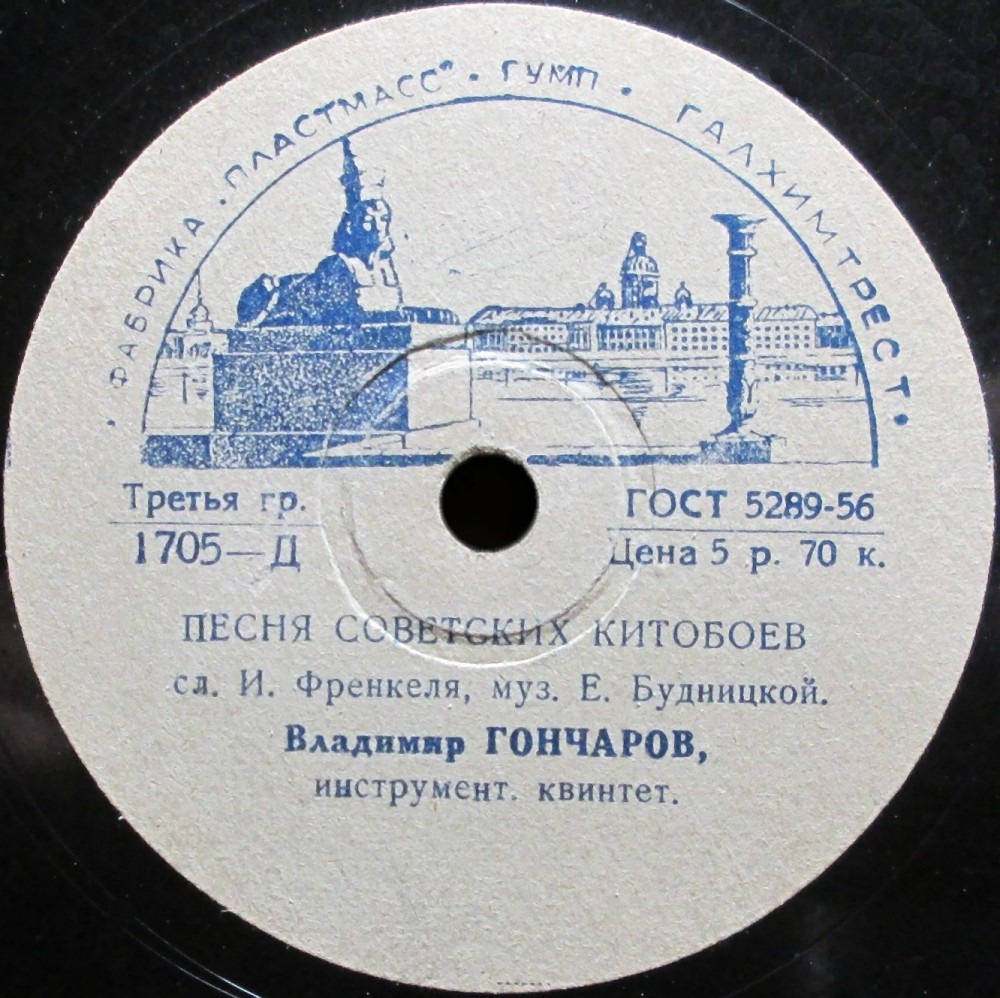 ФАБРИКА „ПЛАСТМАСС" • ГУМП • ГАЛХИМТРЕСТ •
Третья гр.
1705—Д
ГОСТ 5289-56
Цена 5 р. 70 к.
ПЕСНЯ СОВЕТСКИХ КИТОБОЕВ
сл. И. Френкеля, муз. Е. Будницкой.
Владимир ГОНЧАРОВ,
инструмент. квинтет.